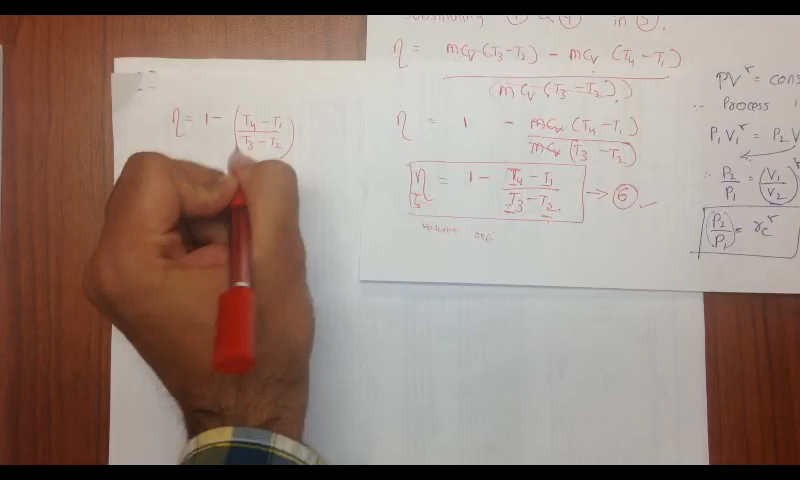 η = 1 - (T4 - T1 / T3 - T2)
in ⑤.
η = mCv (T3-T2) - mCv (T4-T1)
(mCv (T3-T2))
η = 1 - mCv (T4-T1)
mCv (T3-T2)
η = 1 - T4-T1 → ⑥
T3-T2
volume
PV^r = cons
∴ Process
P1 V1^r = P2 V
∴ P2/P1 = (V1/V2)^r
(P2/P1) = rc^r